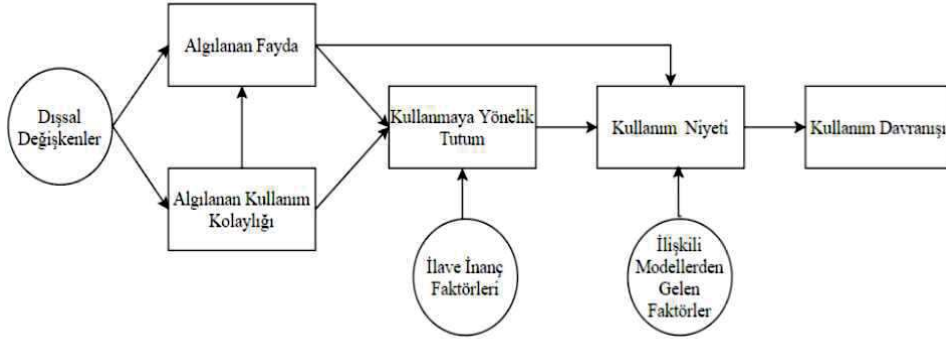 Algılanan Fayda
Dışsal
Değişkenler
Kullanmaya Yönelik
Tutum
Kullanım Niyeti
Kullanım Davranışı
Algılanan Kullanım
Kolaylığı
İlave İnanç
Faktörleri
İlişkili
Modellerden
Gelen
Faktörler